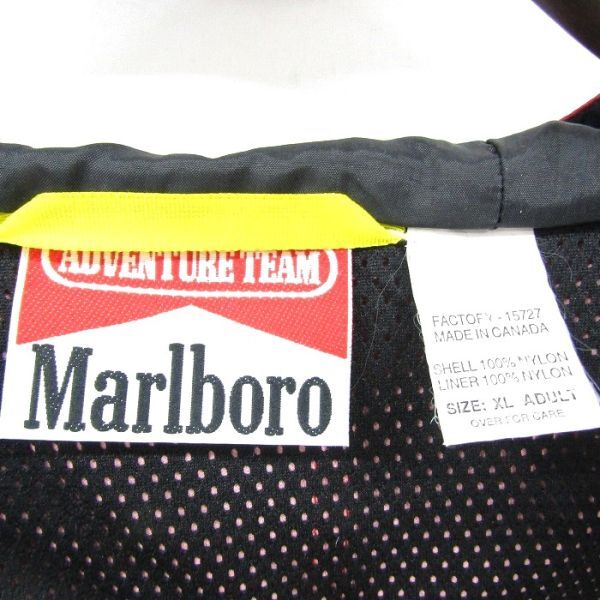 ADVENTURE TEAM
Marlboro
FACTOFY - 15727
MADE IN CANADA
SHELL 100% NYLON
LINER 100% NYLON
SIZE: XL ADULT
OVER FOR CARE